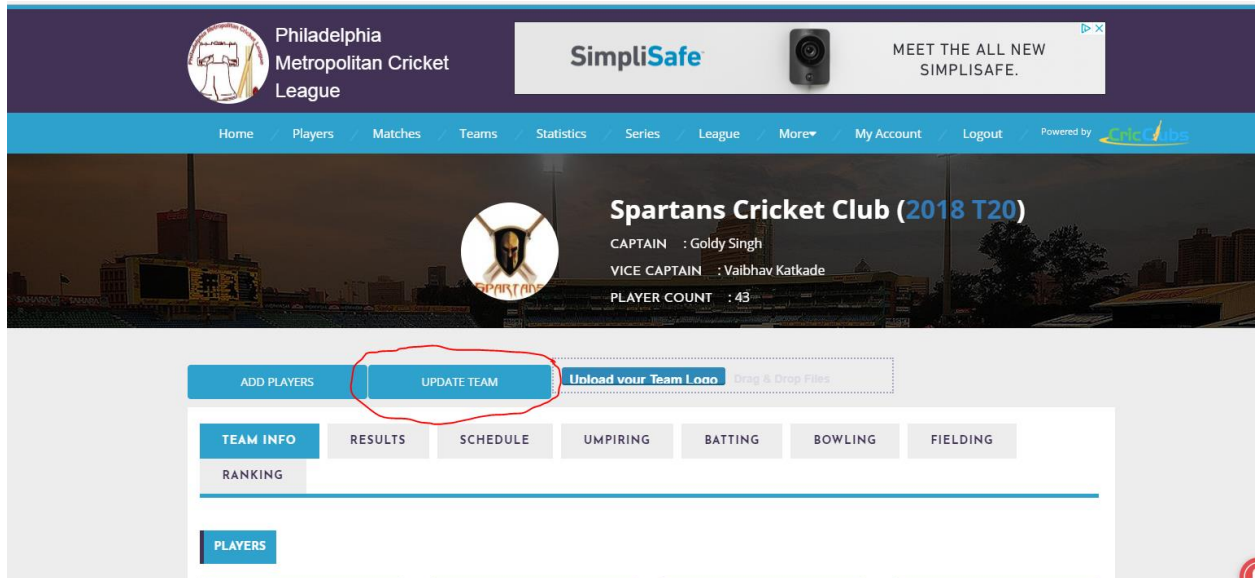 Philadelphia
Metropolitan Cricket
League
SimpliSafe
MEET THE ALL NEW
SIMPLISAFE.
Home / Players / Matches / Teams / Statistics / Series / League / More / My Account / Logout / Powered by CricClubs
Spartans Cricket Club (2018 T20)
CAPTAIN : Goldy Singh
VICE CAPTAIN : Vaibhav Katkade
PLAYER COUNT : 43
SPARTANS
ADD PLAYERS UPDATE TEAM Upload your Team Logo Drag & Drop Files
TEAM INFO RESULTS SCHEDULE UMPIRING BATTING BOWLING FIELDING
RANKING
PLAYERS